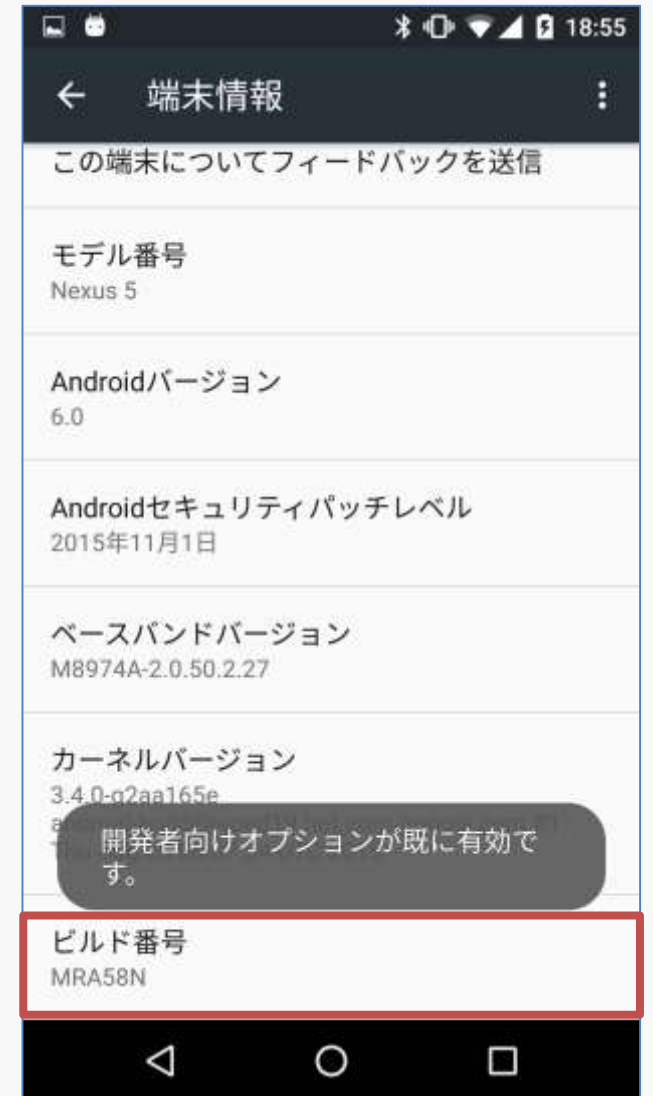 18:55
端末情報
この端末についてフィードバックを送信
モデル番号
Nexus 5
Androidバージョン
6.0
Androidセキュリティパッチレベル
2015年11月1日
ベースバンドバージョン
M8974A-2.0.50.2.27
カーネルバージョン
3.4.0-g2aa165e
開発者向けオプションが既に有効で
す。
ビルド番号
MRA58N